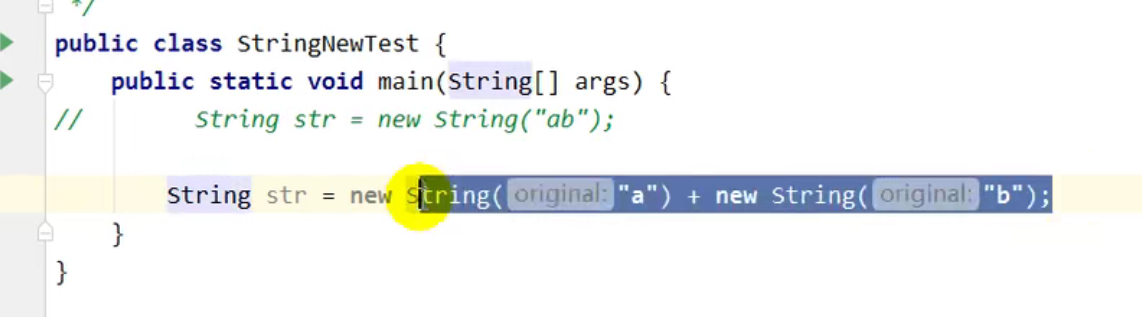 */
public class StringNewTest {
public static void main(String[] args) {
// String str = new String("ab");
String str = new String( original: "a") + new String( original: "b");
}
}